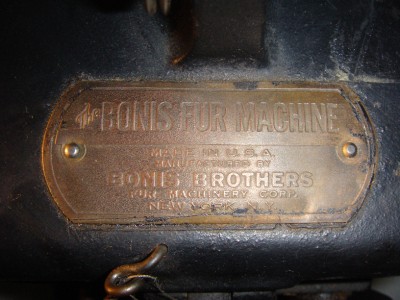 The BONIS FUR MACHINE
MADE IN U.S.A.
MANUFACTURED BY
BONIS BROTHERS
FUR MACHINERY CORP.
NEW YORK